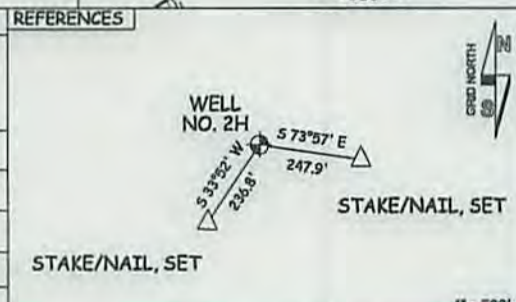 REFERENCES
GRID NORTH
N
S
WELL
NO. 2H
S 73°57' E
247.9'
S 33°52' W
236.8'
STAKE/NAIL, SET
STAKE/NAIL, SET